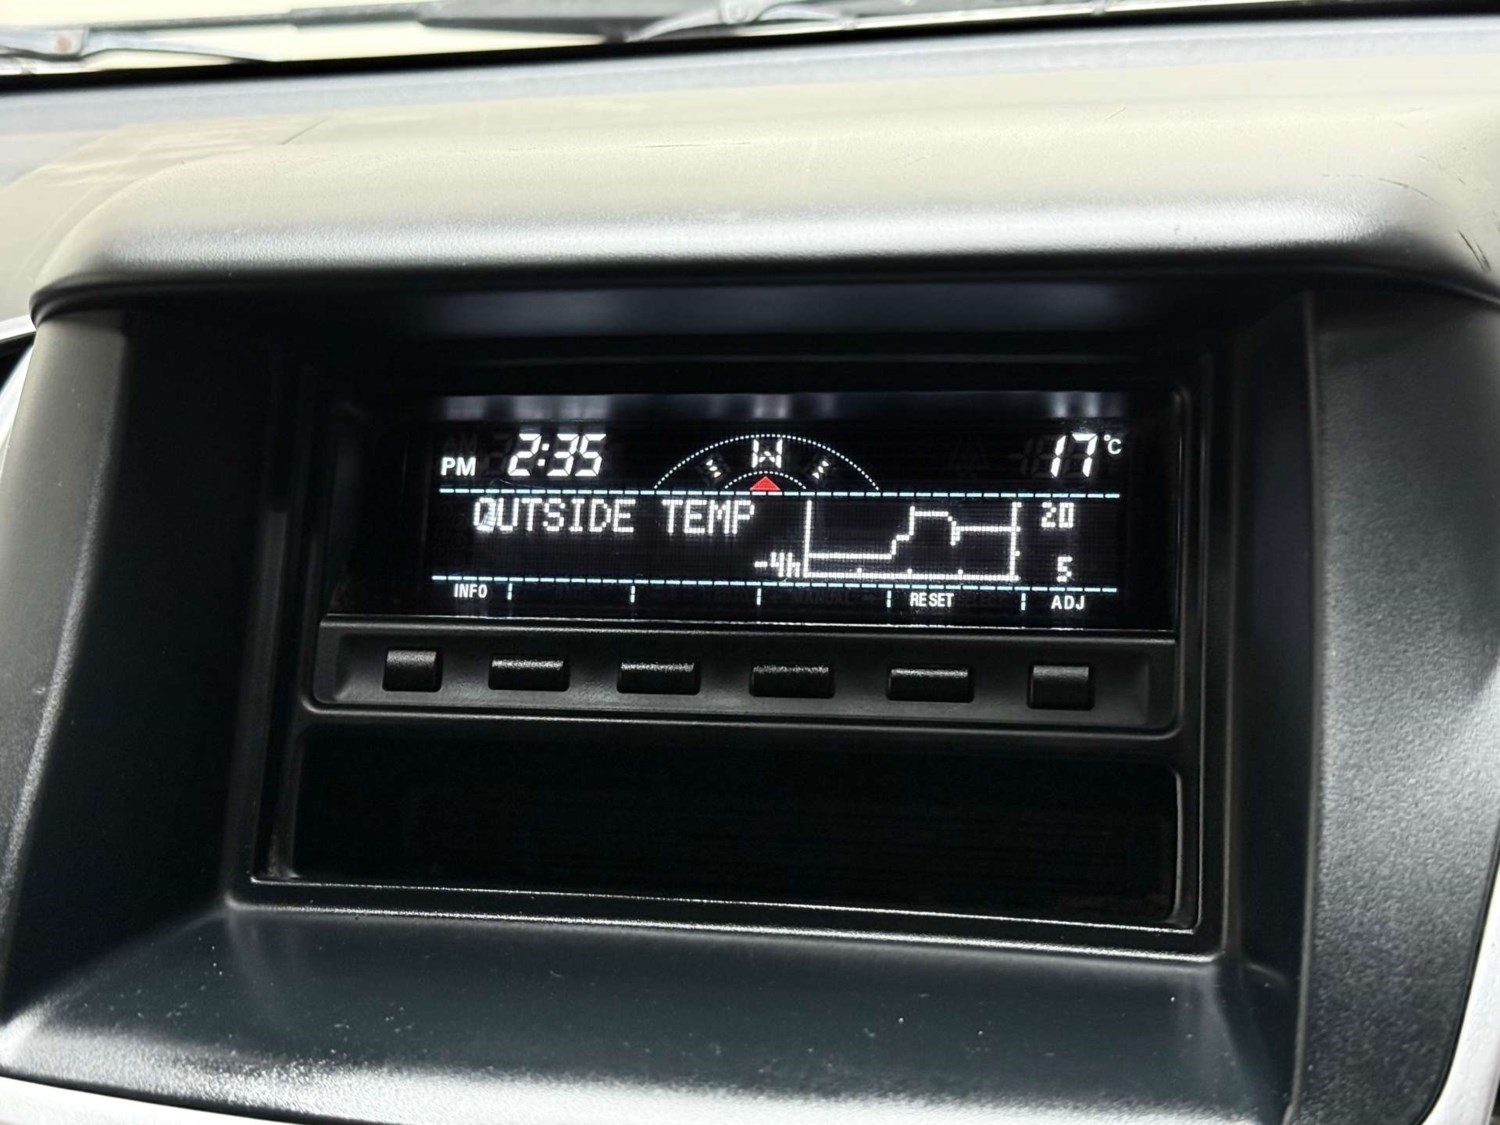 PM 2:35 W 17°C
OUTSIDE TEMP 20
-4h 5
INFO RESET ADJ